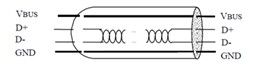 VBUS VBUS
D+ D+
D- D-
GND GND